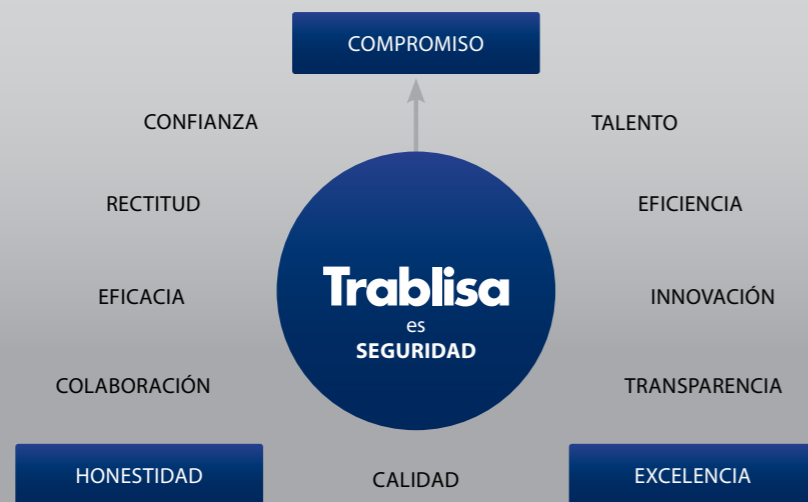 COMPROMISO
CONFIANZA
TALENTO
RECTITUD
EFICIENCIA
Trablisa
es
SEGURIDAD
EFICACIA
INNOVACIÓN
COLABORACIÓN
TRANSPARENCIA
HONESTIDAD
CALIDAD
EXCELENCIA